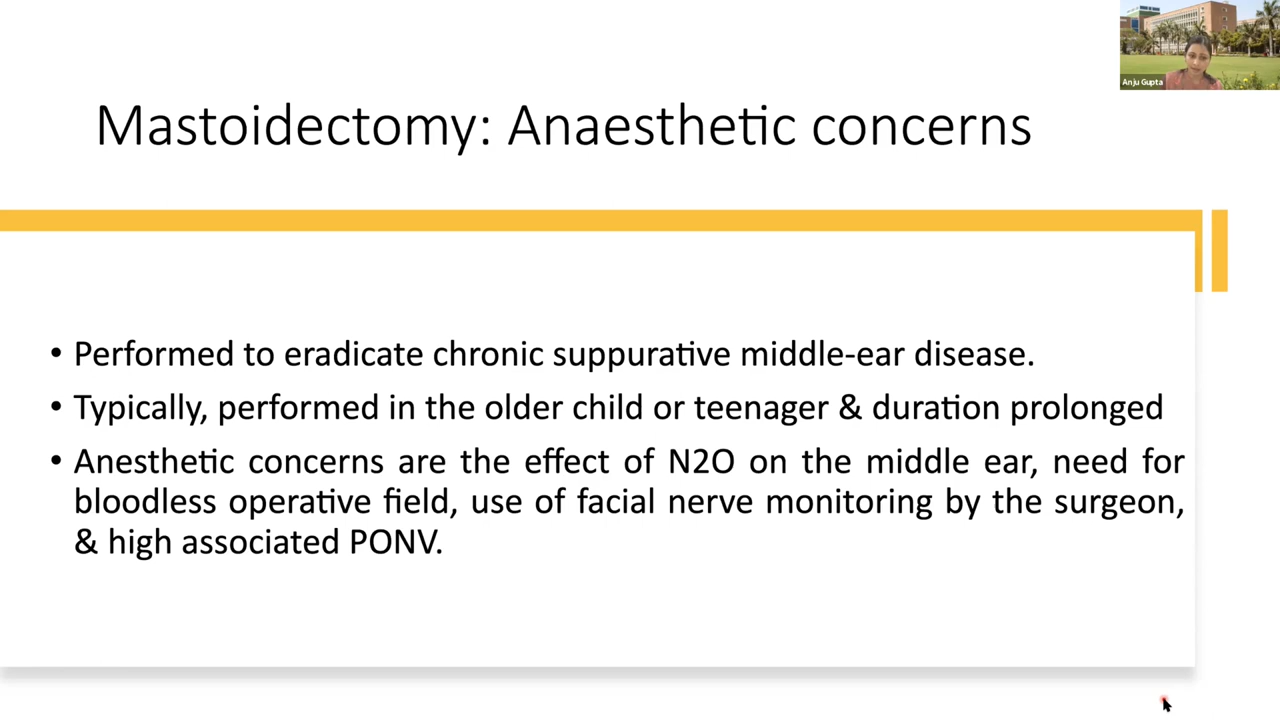 Anju Gupta
Mastoidectomy: Anaesthetic concerns
• Performed to eradicate chronic suppurative middle-ear disease.
• Typically, performed in the older child or teenager & duration prolonged
• Anesthetic concerns are the effect of N2O on the middle ear, need for
bloodless operative field, use of facial nerve monitoring by the surgeon,
& high associated PONV.